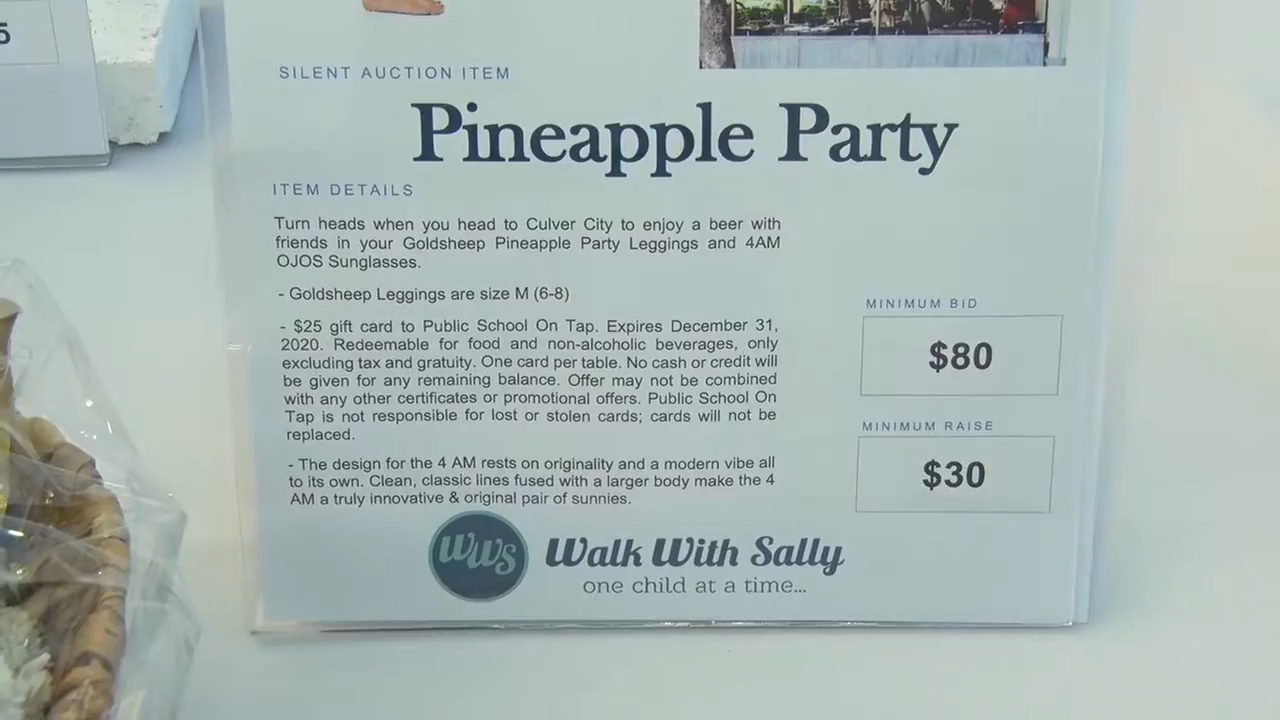 5
SILENT AUCTION ITEM
Pineapple Party
ITEM DETAILS
Turn heads when you head to Culver City to enjoy a beer with
friends in your Goldsheep Pineapple Party Leggings and 4AM
OJOS Sunglasses.
- Goldsheep Leggings are size M (6-8)
- $25 gift card to Public School On Tap. Expires December 31,
2020. Redeemable for food and non-alcoholic beverages, only
excluding tax and gratuity. One card per table. No cash or credit will
be given for any remaining balance. Offer may not be combined
with any other certificates or promotional offers. Public School On
Tap is not responsible for lost or stolen cards; cards will not be
replaced.
- The design for the 4 AM rests on originality and a modern vibe all
to its own. Clean, classic lines fused with a larger body make the 4
AM a truly innovative & original pair of sunnies.
MINIMUM BID
$80
MINIMUM RAISE
$30
WWS Walk With Sally
one child at a time...